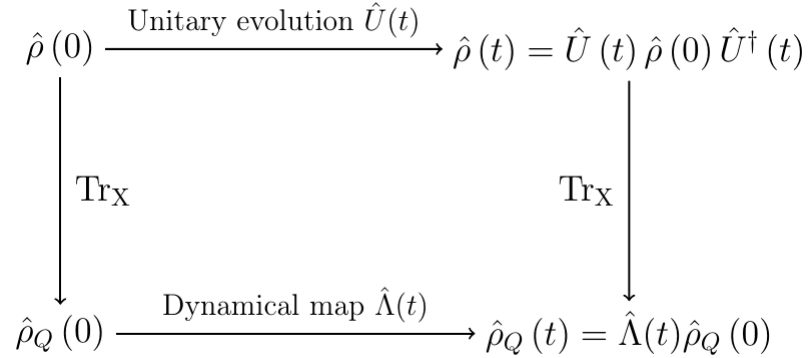 Unitary evolution Û(t)
ρ̂ (0)
ρ̂ (t) = Û (t) ρ̂ (0) Û† (t)
Tr_X
Tr_X
Dynamical map Λ̂(t)
ρ̂_Q (0)
ρ̂_Q (t) = Λ̂(t)ρ̂_Q (0)